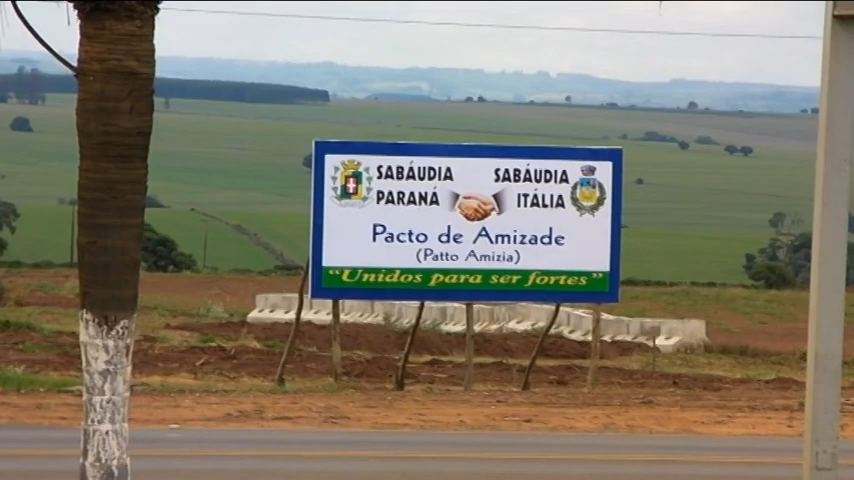 SABÁUDIA SABÁUDIA
PARANÁ ITÁLIA
Pacto de Amizade
(Patto Amizia)
"Unidos para ser fortes"